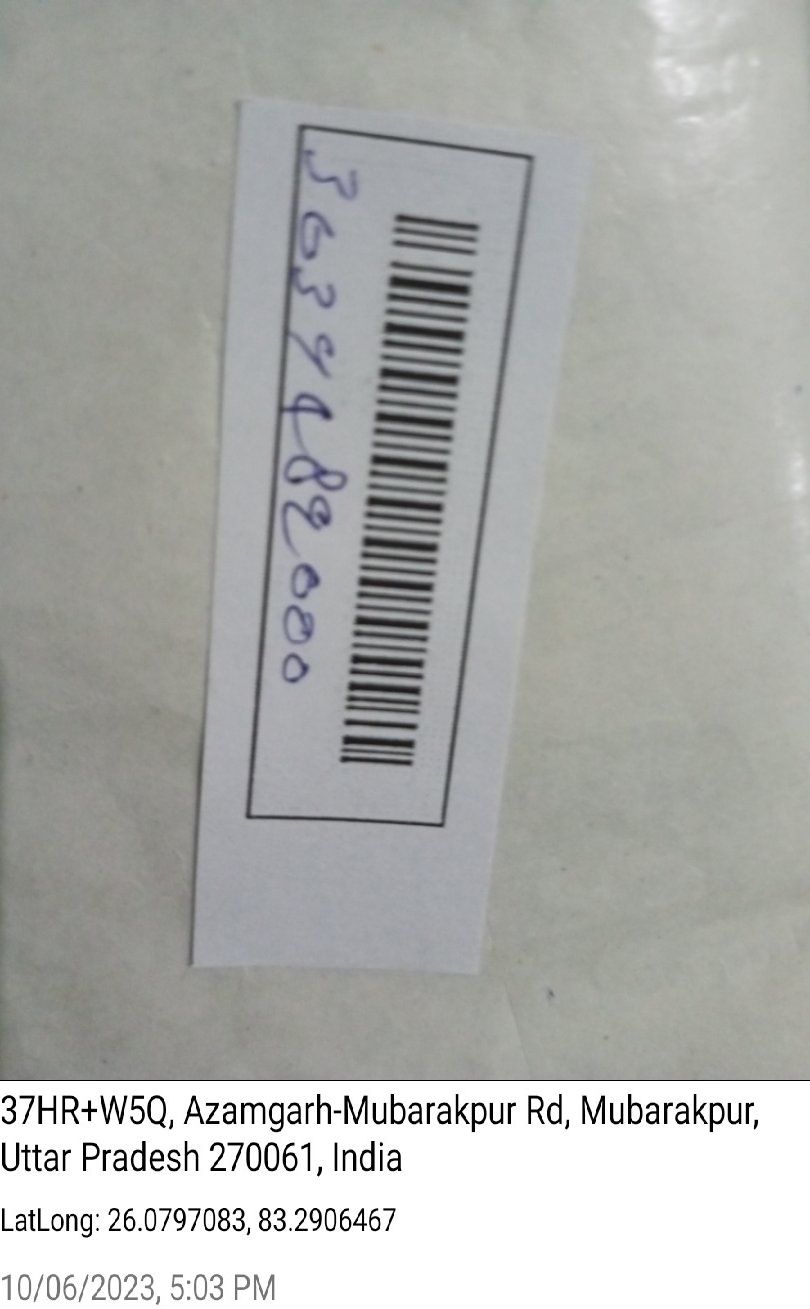 36394482000
37HR+W5Q, Azamgarh-Mubarakpur Rd, Mubarakpur,
Uttar Pradesh 270061, India
LatLong: 26.0797083, 83.2906467
10/06/2023, 5:03 PM